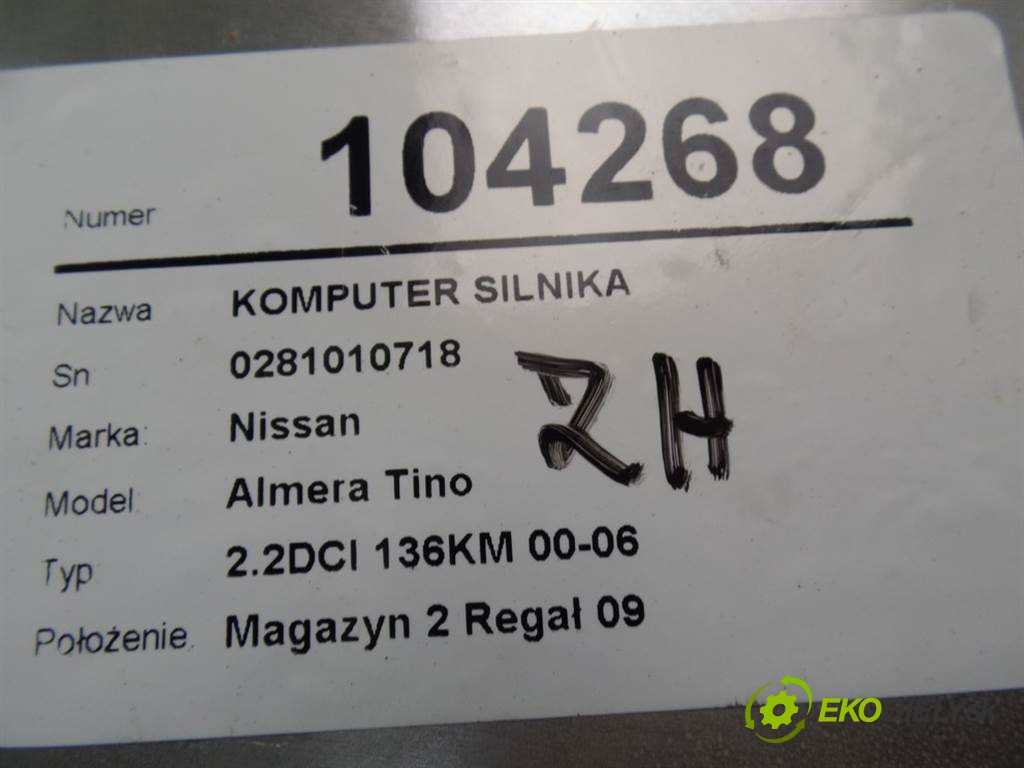 Numer 104268
Nazwa KOMPUTER SILNIKA
Sn 0281010718
Marka: Nissan
Model: Almera Tino
Typ 2.2DCI 136KM 00-06
Położenie. Magazyn 2 Regał 09
ZH
EKO